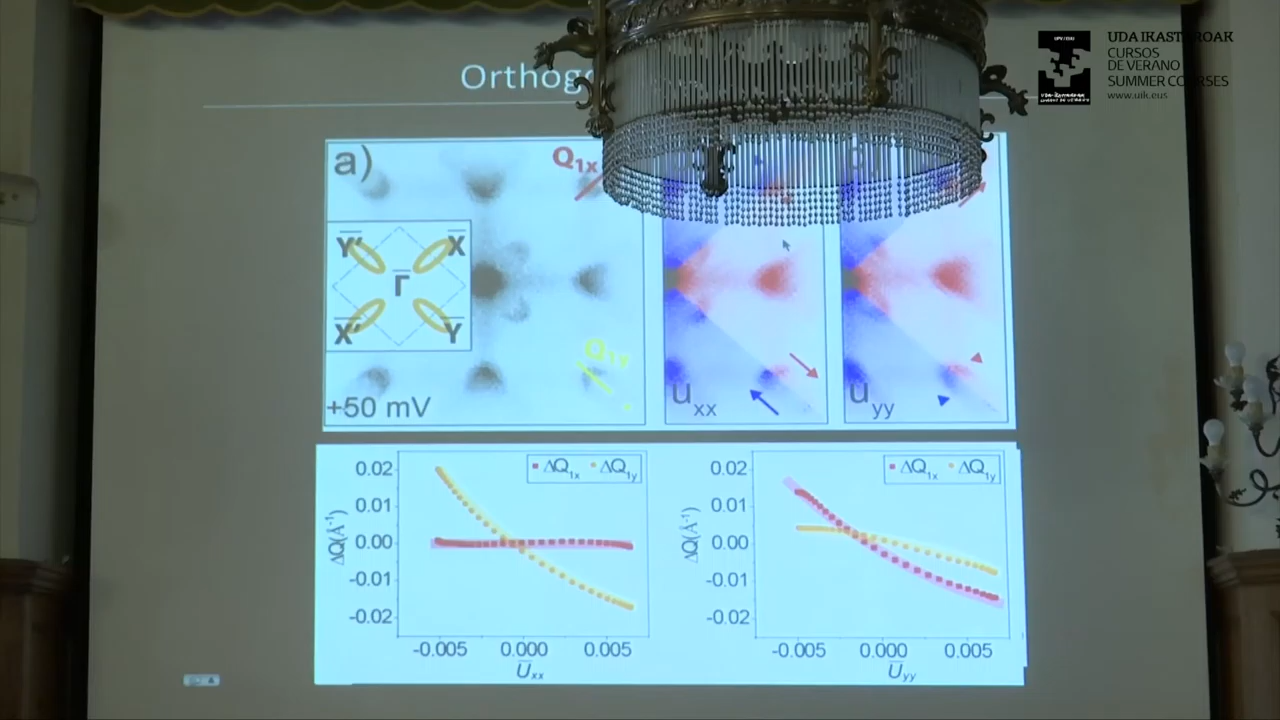 UDA IKASTAROAK
CURSOS
DE VERANO
SUMMER COURSES
www.uik.eus
a)
Q1x
Y'
X
Γ
X'
Y
Q1y
+50 mV
uxx
uyy
ΔQ1x ΔQ1y
0.02
0.01
0.00
-0.01
-0.02
ΔQ(Å⁻¹)
-0.005 0.000 0.005
Uxx
ΔQ1x ΔQ1y
0.02
0.01
0.00
-0.01
-0.02
ΔQ(Å⁻¹)
-0.005 0.000 0.005
Uyy